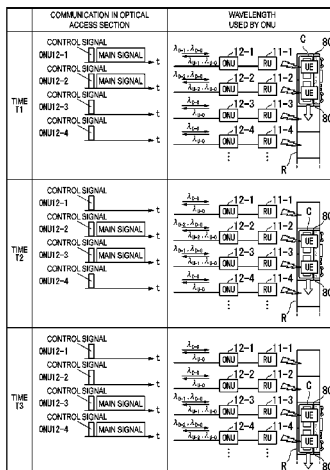 COMMUNICATION IN OPTICAL
ACCESS SECTION
WAVELENGTH
USED BY ONU
TIME
T1
CONTROL SIGNAL
ONU12-1
MAIN SIGNAL
t
CONTROL SIGNAL
ONU12-2
MAIN SIGNAL
t
CONTROL SIGNAL
ONU12-3
t
CONTROL SIGNAL
ONU12-4
t
12-1
11-1
C
80
ONU
RU
UE
12-2
11-2
ONU
RU
80
12-3
11-3
ONU
RU
12-4
11-4
ONU
RU
R
TIME
T2
CONTROL SIGNAL
ONU12-1
t
CONTROL SIGNAL
ONU12-2
MAIN SIGNAL
t
CONTROL SIGNAL
ONU12-3
MAIN SIGNAL
t
CONTROL SIGNAL
ONU12-4
t
12-1
11-1
ONU
RU
C
12-2
11-2
80
ONU
RU
UE
12-3
11-3
ONU
RU
UE
12-4
11-4
80
ONU
RU
R
TIME
T3
CONTROL SIGNAL
ONU12-1
t
CONTROL SIGNAL
ONU12-2
t
CONTROL SIGNAL
ONU12-3
MAIN SIGNAL
t
CONTROL SIGNAL
ONU12-4
MAIN SIGNAL
t
12-1
11-1
ONU
RU
12-2
11-2
ONU
RU
C
12-3
11-3
80
ONU
RU
UE
12-4
11-4
ONU
RU
UE
R
80